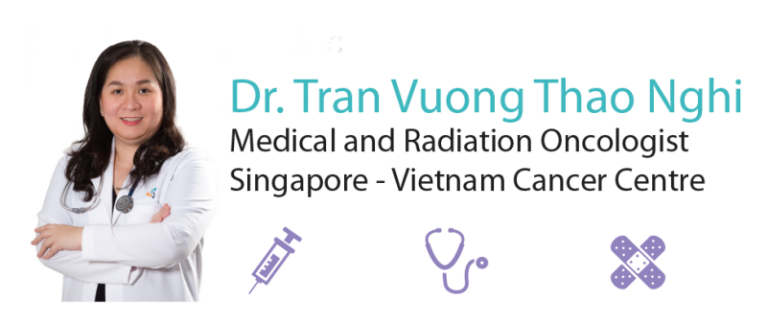 Dr. Tran Vuong Thao Nghi
Medical and Radiation Oncologist
Singapore - Vietnam Cancer Centre